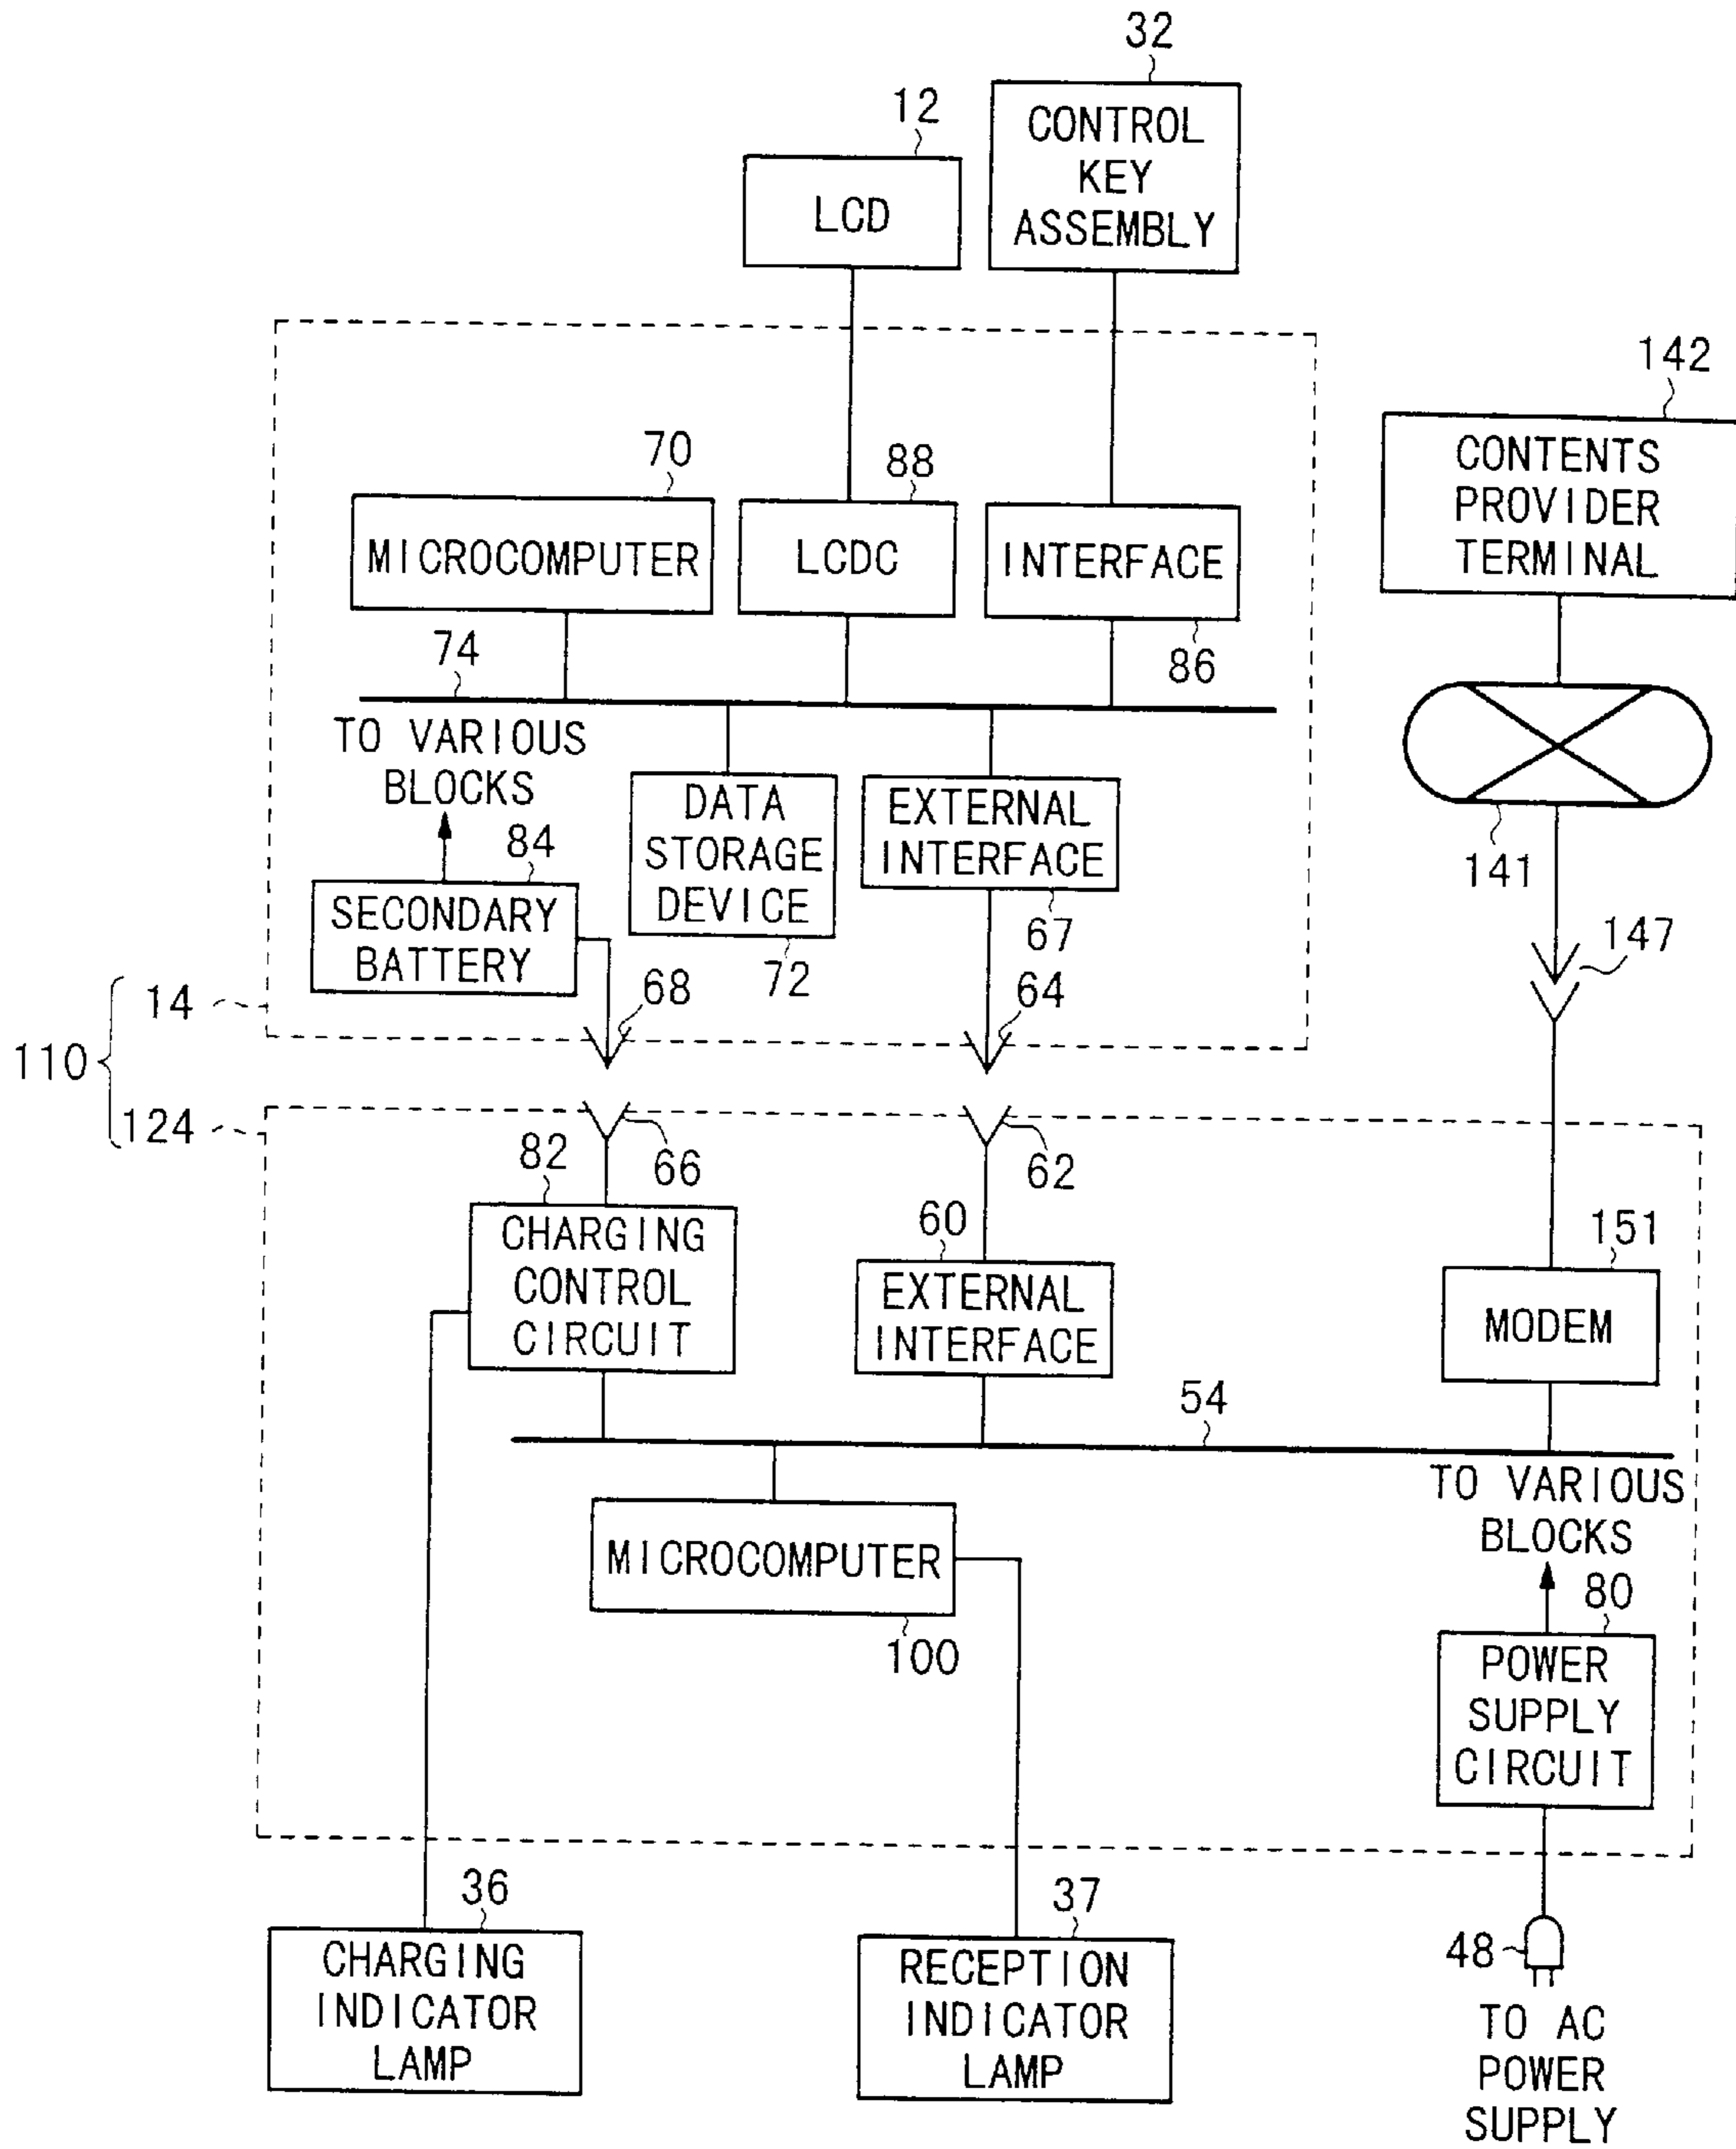 32
CONTROL
KEY
ASSEMBLY
12
LCD
142
CONTENTS
PROVIDER
TERMINAL
70
MICROCOMPUTER
88
LCDC
INTERFACE
86
74
TO VARIOUS
BLOCKS
84
SECONDARY
BATTERY
DATA
STORAGE
DEVICE
72
EXTERNAL
INTERFACE
67
141
147
68
64
110
14
124
66
62
82
CHARGING
CONTROL
CIRCUIT
60
EXTERNAL
INTERFACE
151
MODEM
54
MICROCOMPUTER
100
TO VARIOUS
BLOCKS
80
POWER
SUPPLY
CIRCUIT
36
CHARGING
INDICATOR
LAMP
37
RECEPTION
INDICATOR
LAMP
48
TO AC
POWER
SUPPLY